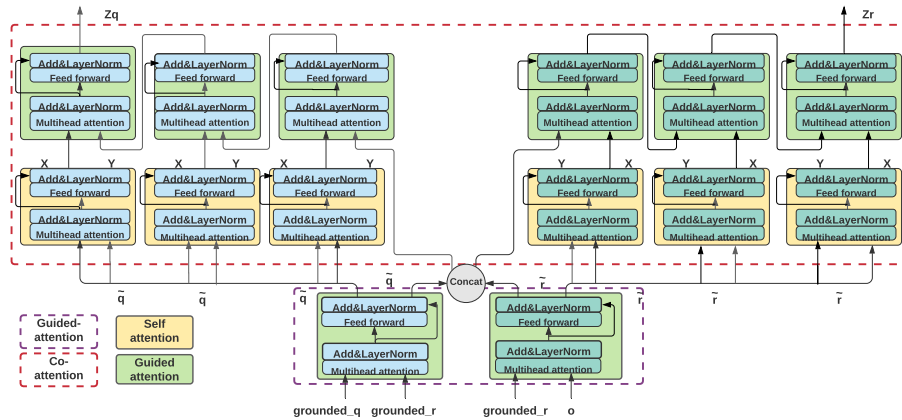 Zq
Zr
Add&LayerNorm
Feed forward
Add&LayerNorm
Multihead attention
Add&LayerNorm
Feed forward
Add&LayerNorm
Multihead attention
Add&LayerNorm
Feed forward
Add&LayerNorm
Multihead attention
Add&LayerNorm
Feed forward
Add&LayerNorm
Multihead attention
Add&LayerNorm
Feed forward
Add&LayerNorm
Multihead attention
Add&LayerNorm
Feed forward
Add&LayerNorm
Multihead attention
X Y X Y X Y Y X Y X Y X
Add&LayerNorm
Feed forward
Add&LayerNorm
Multihead attention
Add&LayerNorm
Feed forward
Add&LayerNorm
Multihead attention
Add&LayerNorm
Feed forward
Add&LayerNorm
Multihead attention
Add&LayerNorm
Feed forward
Add&LayerNorm
Multihead attention
Add&LayerNorm
Feed forward
Add&LayerNorm
Multihead attention
Add&LayerNorm
Feed forward
Add&LayerNorm
Multihead attention
q̃ Concat r̃
q̃ q̃ q̃ r̃ r̃ r̃
Add&LayerNorm
Feed forward
Add&LayerNorm
Multihead attention
Add&LayerNorm
Feed forward
Add&LayerNorm
Multihead attention
grounded_q grounded_r grounded_r o
Guided-
attention
Self
attention
Co-
attention
Guided
attention